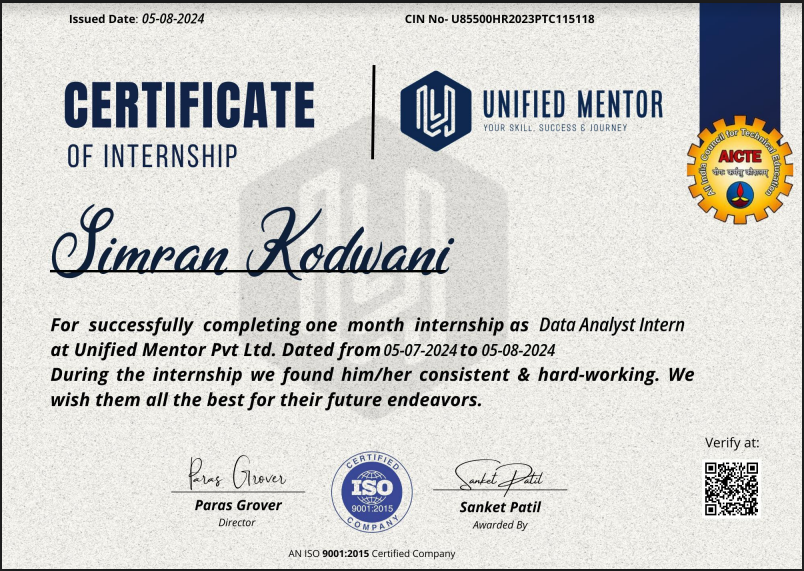 Issued Date: 05-08-2024
CIN No- U85500HR2023PTC115118
CERTIFICATE
OF INTERNSHIP
UNIFIED MENTOR
YOUR SKILL, SUCCESS & JOURNEY
All India Council for Technical Education
AICTE
योगः कर्मसु कौशलम्
Simran Kodwani
For successfully completing one month internship as Data Analyst Intern
at Unified Mentor Pvt Ltd. Dated from 05-07-2024 to 05-08-2024
During the internship we found him/her consistent & hard-working. We
wish them all the best for their future endeavors.
Verify at:
Paras Grover
Paras Grover
Director
CERTIFIED
ISO
9001:2015
COMPANY
Sanket Patil
Sanket Patil
Awarded By
AN ISO 9001:2015 Certified Company